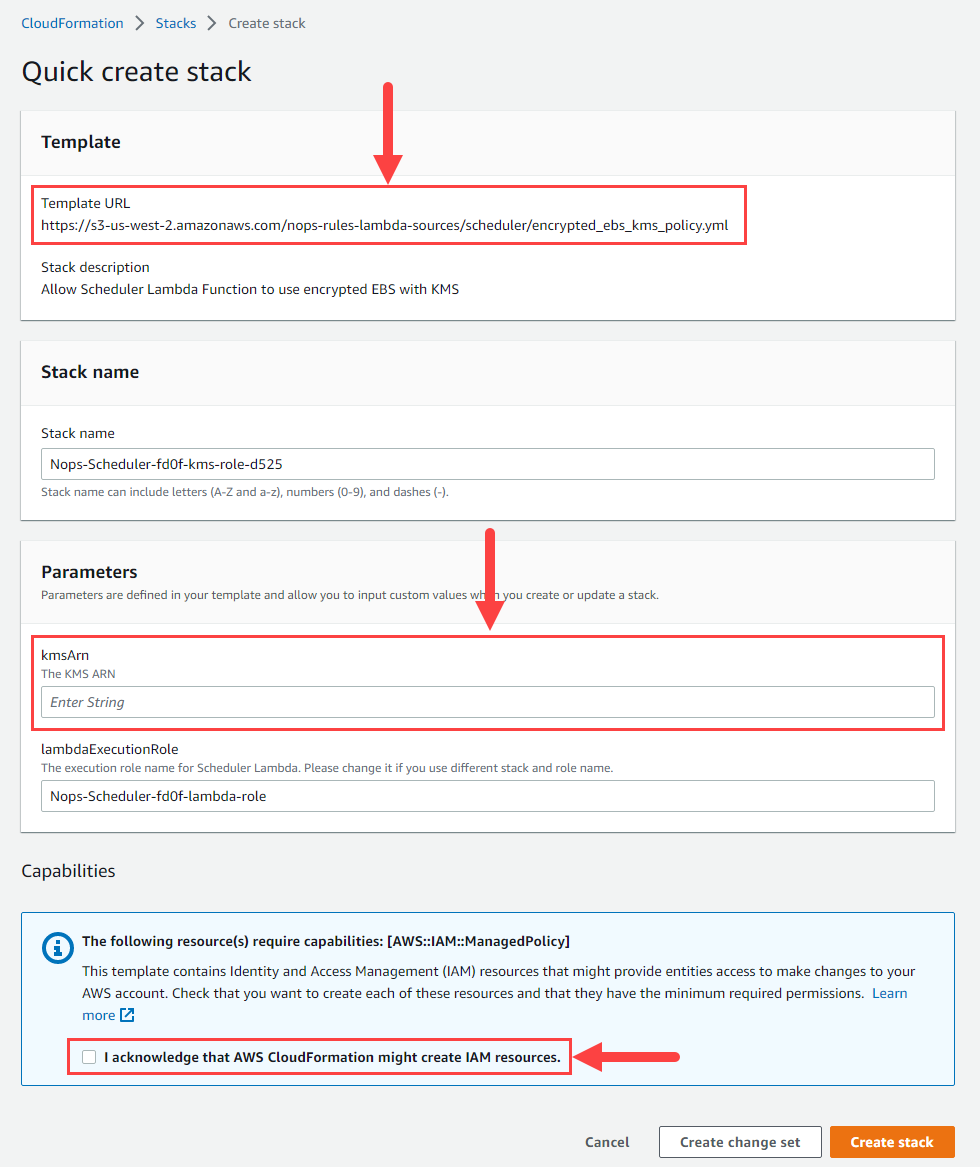 CloudFormation > Stacks > Create stack
Quick create stack
Template
Template URL
https://s3-us-west-2.amazonaws.com/nops-rules-lambda-sources/scheduler/encrypted_ebs_kms_policy.yml
Stack description
Allow Scheduler Lambda Function to use encrypted EBS with KMS
Stack name
Stack name
Nops-Scheduler-fd0f-kms-role-d525
Stack name can include letters (A-Z and a-z), numbers (0-9), and dashes (-).
Parameters
Parameters are defined in your template and allow you to input custom values when you create or update a stack.
kmsArn
The KMS ARN
Enter String
lambdaExecutionRole
The execution role name for Scheduler Lambda. Please change it if you use different stack and role name.
Nops-Scheduler-fd0f-lambda-role
Capabilities
The following resource(s) require capabilities: [AWS::IAM::ManagedPolicy]
This template contains Identity and Access Management (IAM) resources that might provide entities access to make changes to your
AWS account. Check that you want to create each of these resources and that they have the minimum required permissions. Learn
more
I acknowledge that AWS CloudFormation might create IAM resources.
Cancel Create change set Create stack